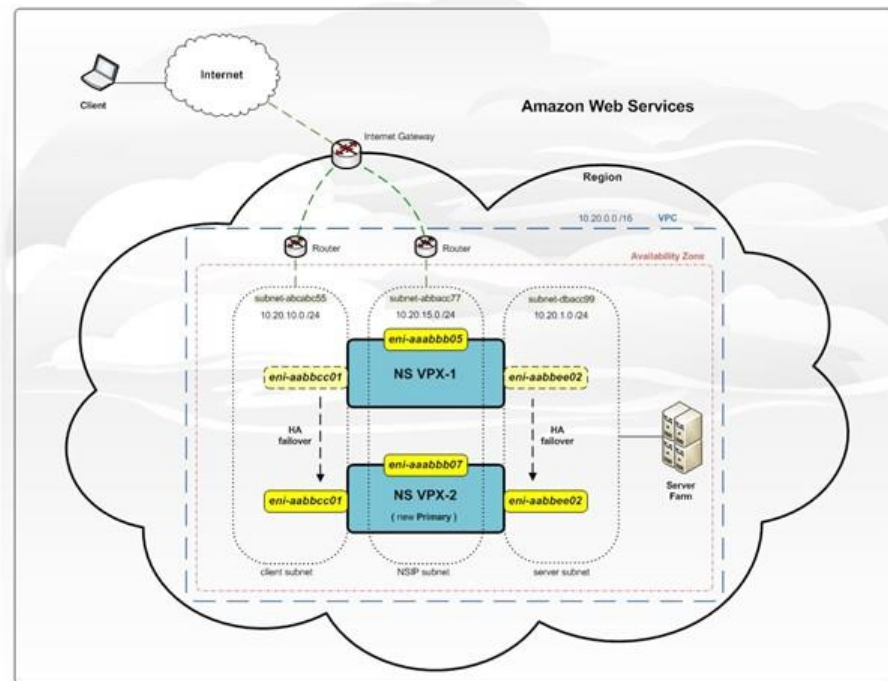 Internet
Client
Amazon Web Services
Internet Gateway
Region
10.20.0.0 /16 VPC
Router
Router
Availability Zone
subnet-abcabc55
10.20.10.0 /24
subnet-abbacc77
10.20.15.0 /24
subnet-dbacc99
10.20.1.0 /24
eni-aaabbb05
eni-aabbcc01
NS VPX-1
eni-aabbee02
HA
failover
HA
failover
eni-aaabbb07
eni-aabbcc01
NS VPX-2
( new Primary )
eni-aabbee02
Server
Farm
client subnet
NSIP subnet
server subnet